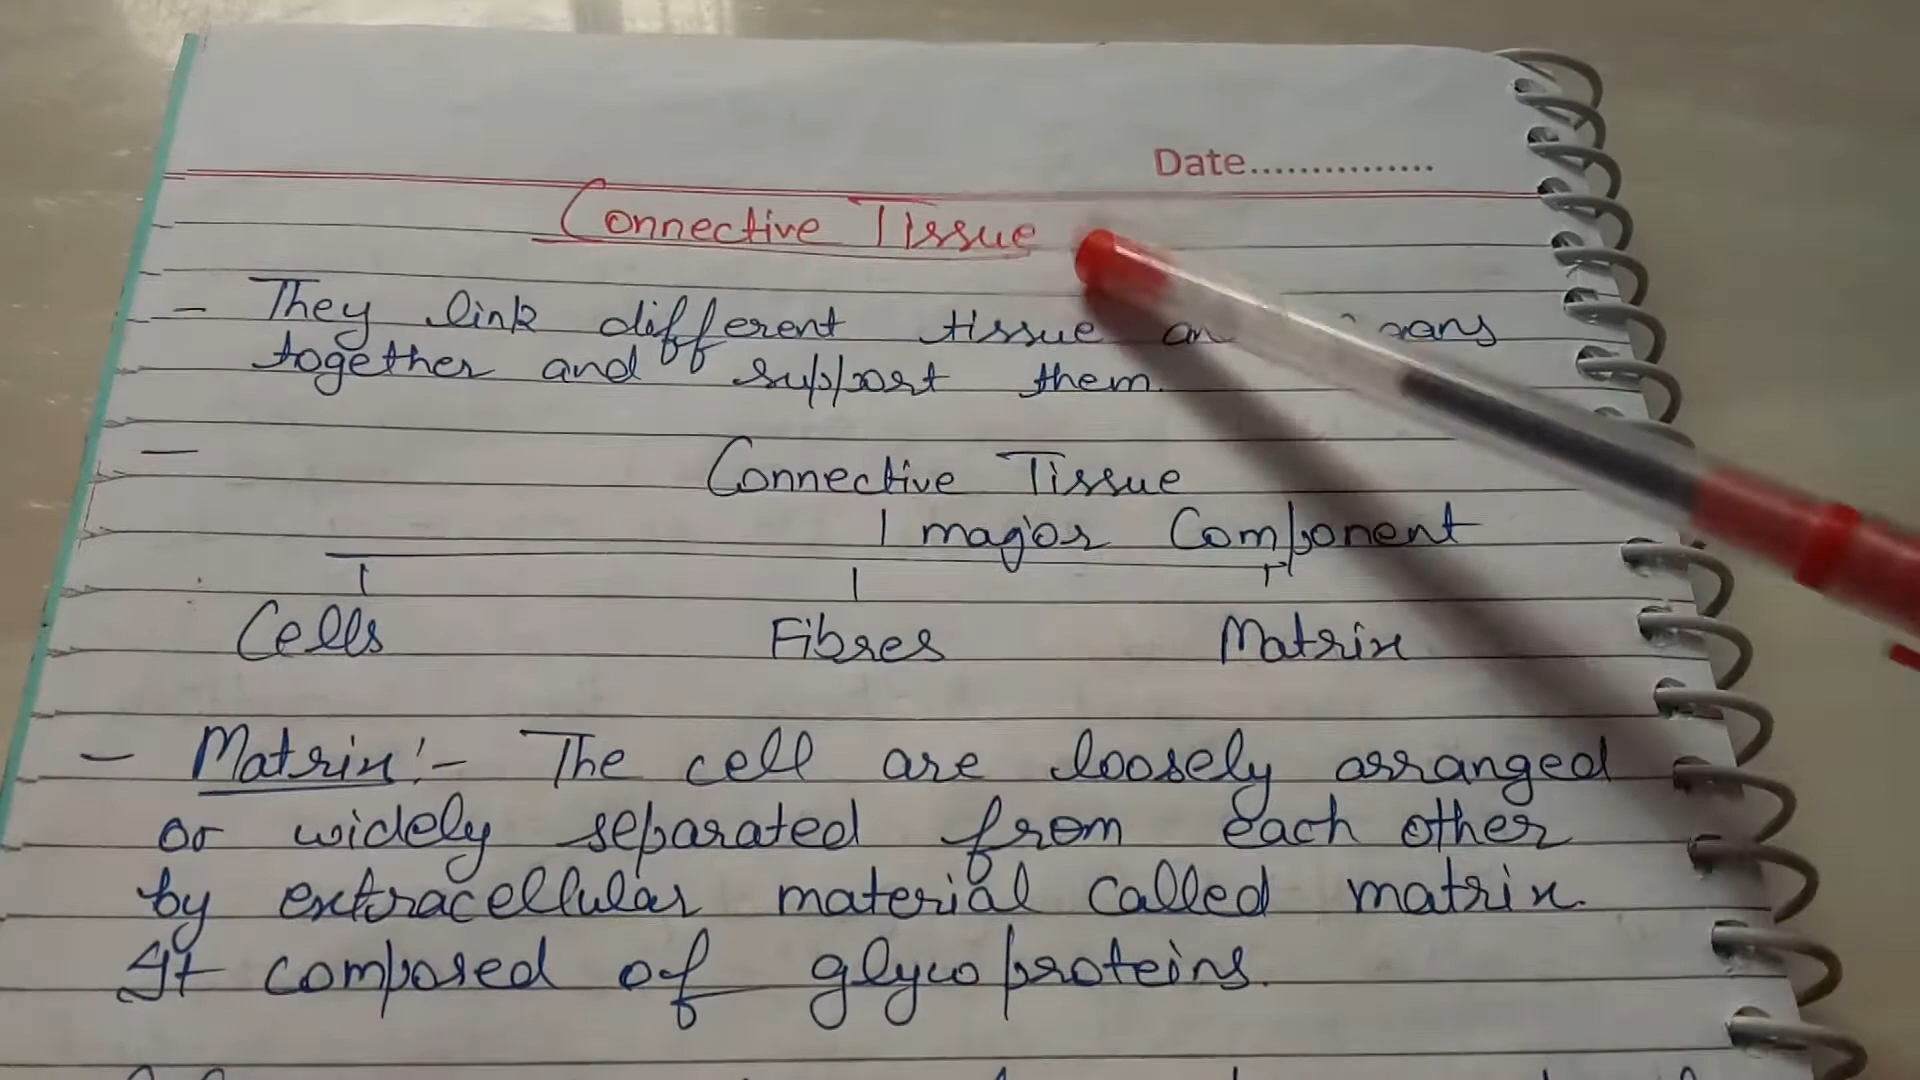 Date...............
Connective Tissue
- They link different tissue
together and support them.
- Connective Tissue
major Component
Cells Fibres Matrix
- Matrix:- The cell are loosely arranged
or widely separated from each other
by extracellular material called matrix.
It composed of glycoproteins.